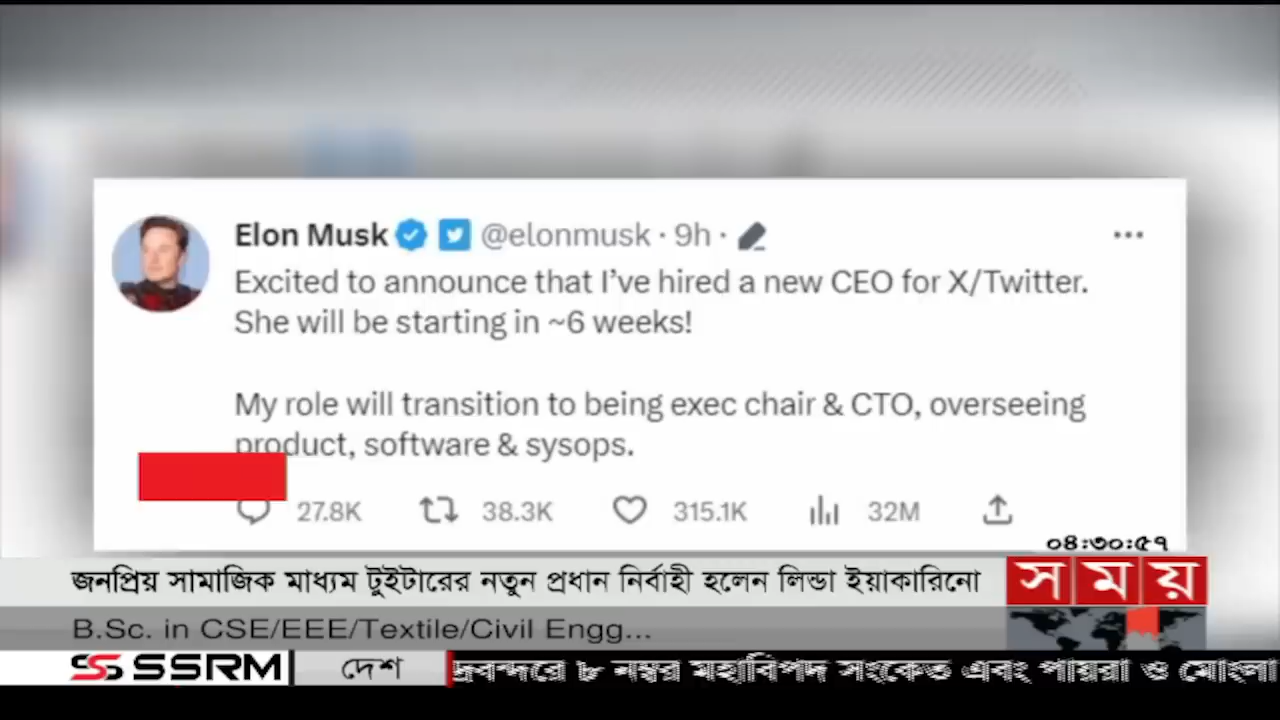 Elon Musk @elonmusk · 9h ·
Excited to announce that I've hired a new CEO for X/Twitter.
She will be starting in ~6 weeks!
My role will transition to being exec chair & CTO, overseeing
product, software & sysops.
27.8K 38.3K 315.1K 32M
০৪:৩০:৫৭
জনপ্রিয় সামাজিক মাধ্যম টুইটারের নতুন প্রধান নির্বাহী হলেন লিন্ডা ইয়াকারিনো
সময়
B.Sc. in CSE/EEE/Textile/Civil Engg...
SSRM দেশ দ্রবন্দরে ৮ নম্বর মহাবিপদ সংকেত এবং পায়রা ও মোংলা